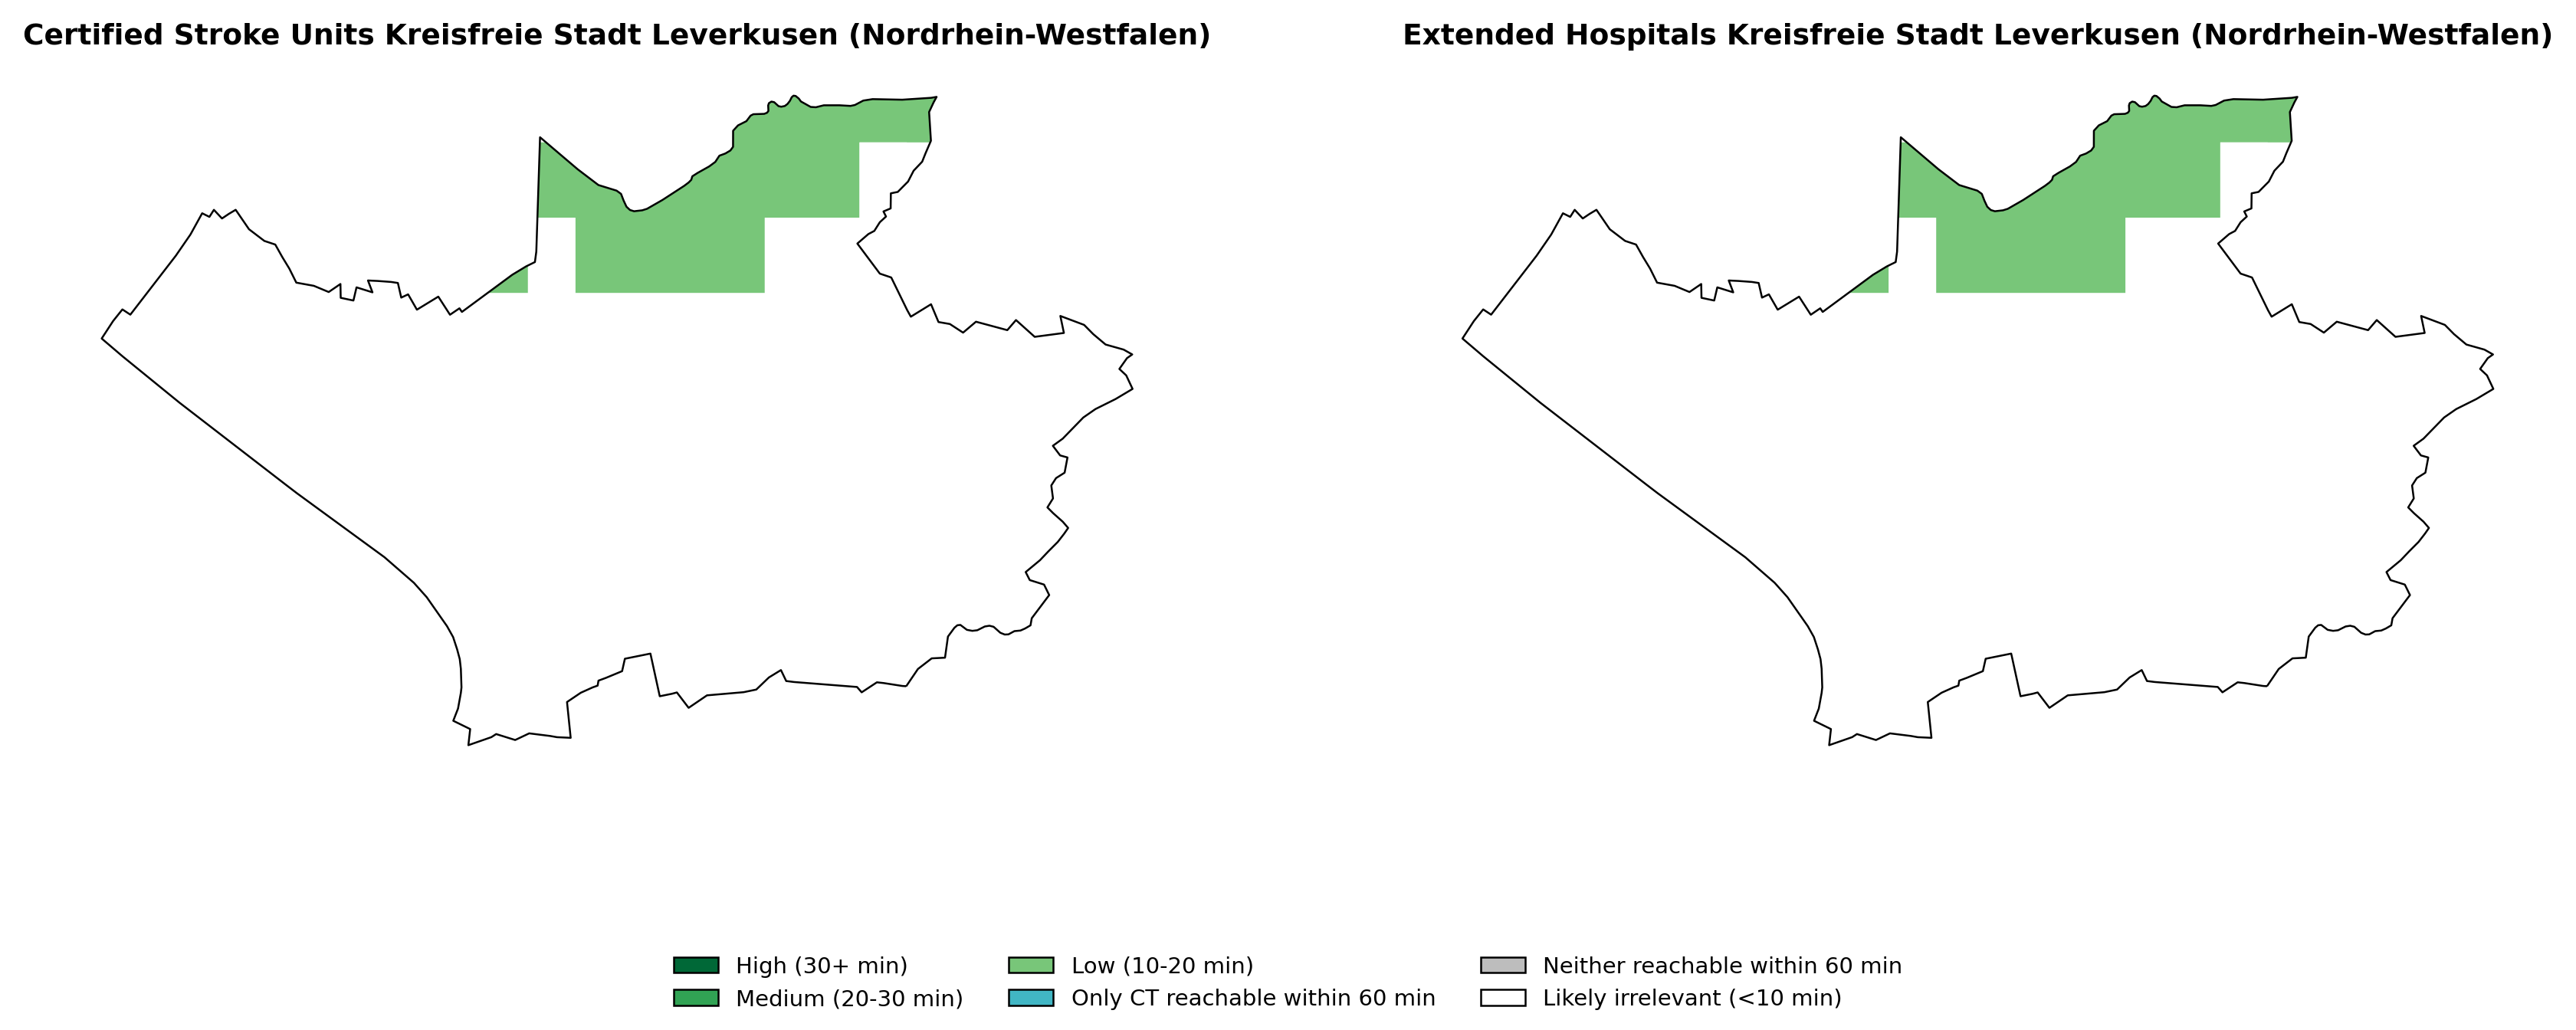 Certified Stroke Units Kreisfreie Stadt Leverkusen (Nordrhein-Westfalen)
Extended Hospitals Kreisfreie Stadt Leverkusen (Nordrhein-Westfalen)
High (30+ min)
Medium (20-30 min)
Low (10-20 min)
Only CT reachable within 60 min
Neither reachable within 60 min
Likely irrelevant (<10 min)